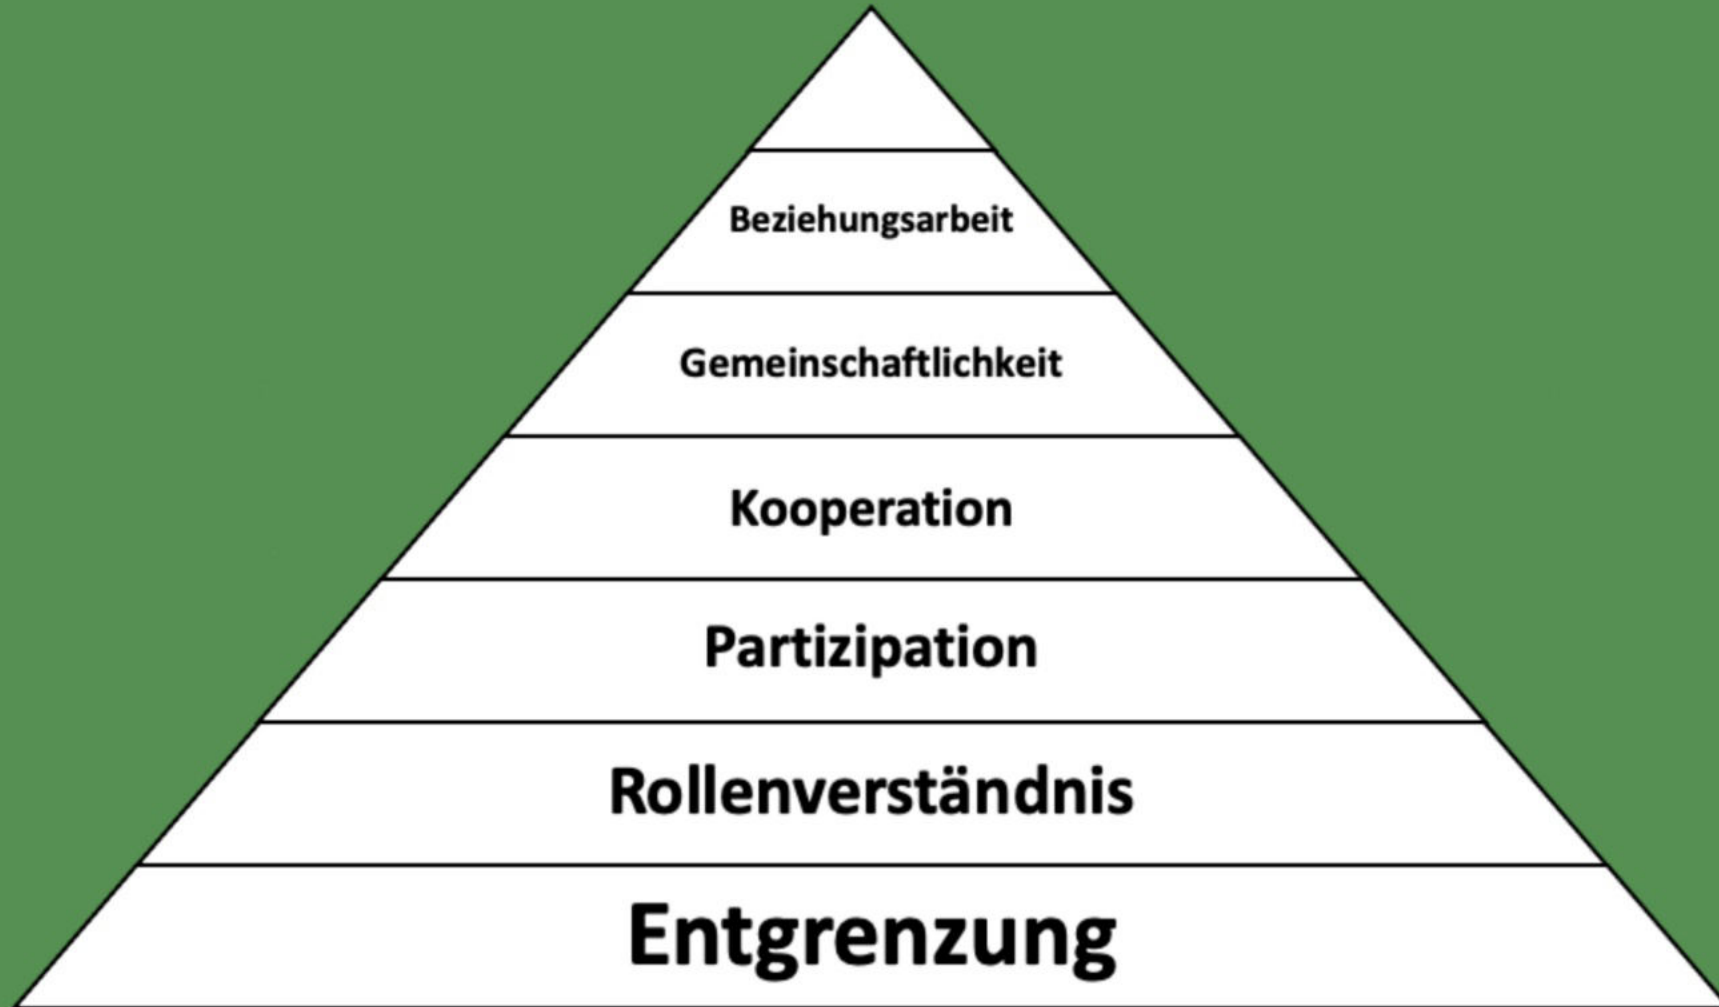 Beziehungsarbeit
Gemeinschaftlichkeit
Kooperation
Partizipation
Rollenverständnis
Entgrenzung